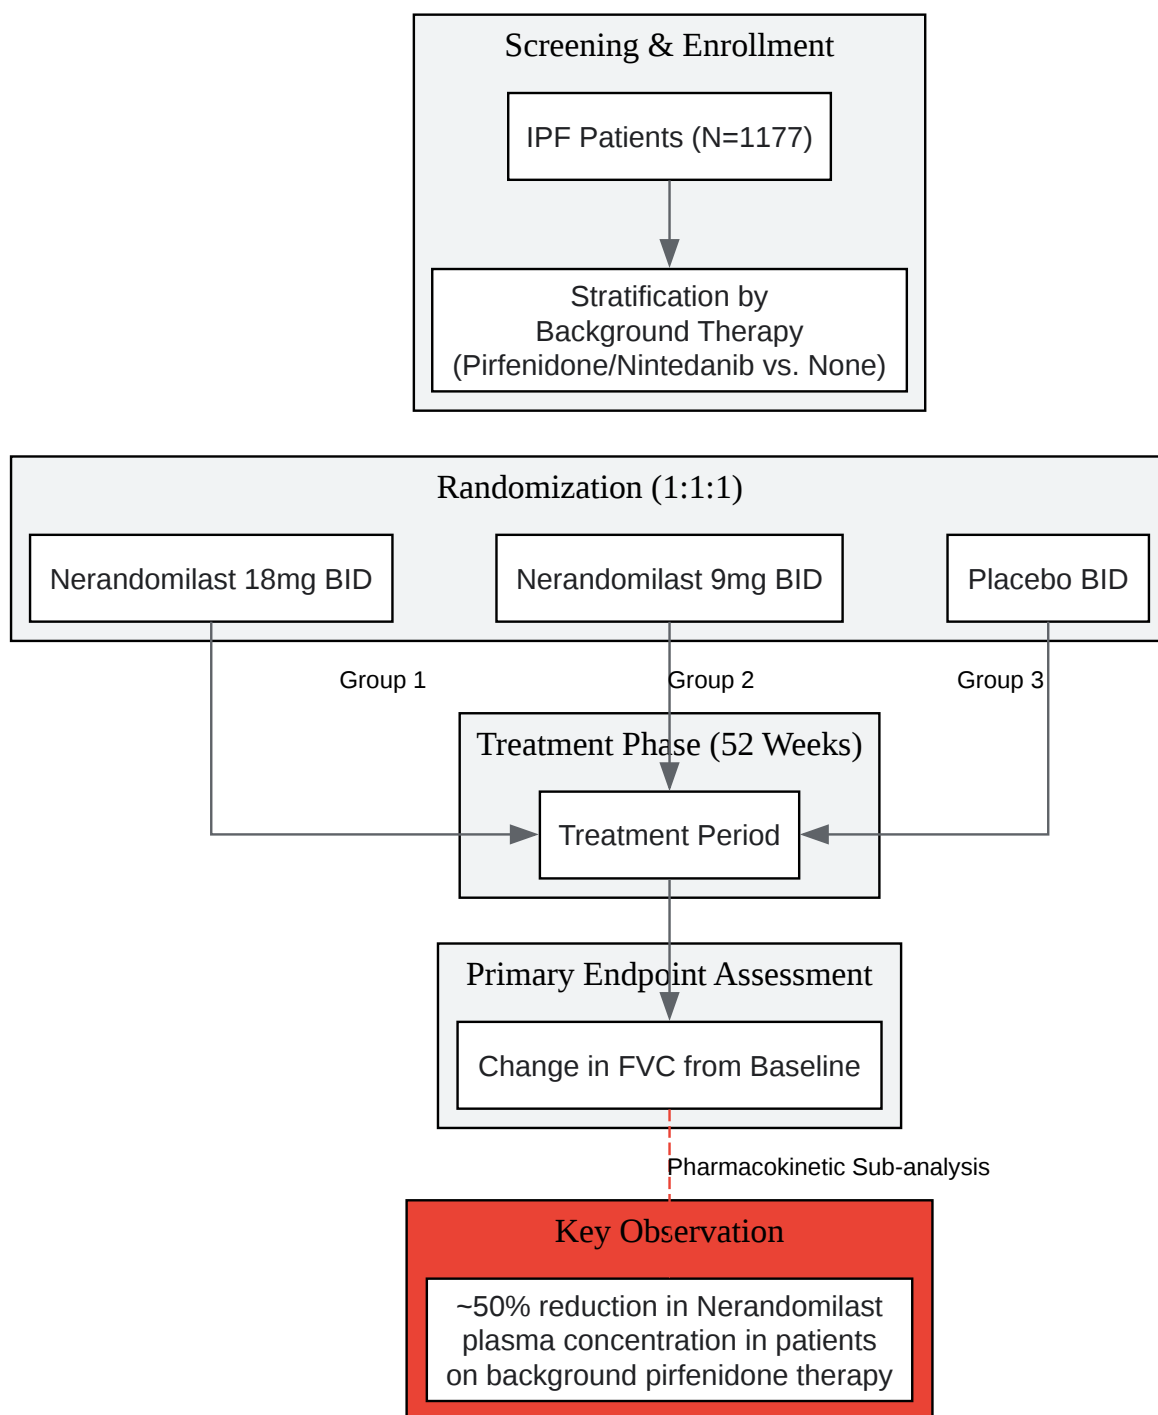 Screening & Enrollment
IPF Patients (N=1177)
Stratification by
Background Therapy
(Pirfenidone/Nintedanib vs. None)
Randomization (1:1:1)
Nerandomilast 18mg BID
Nerandomilast 9mg BID
Placebo BID
Group 1
Group 2
Group 3
Treatment Phase (52 Weeks)
Treatment Period
Primary Endpoint Assessment
Change in FVC from Baseline
Pharmacokinetic Sub-analysis
Key Observation
~50% reduction in Nerandomilast
plasma concentration in patients
on background pirfenidone therapy